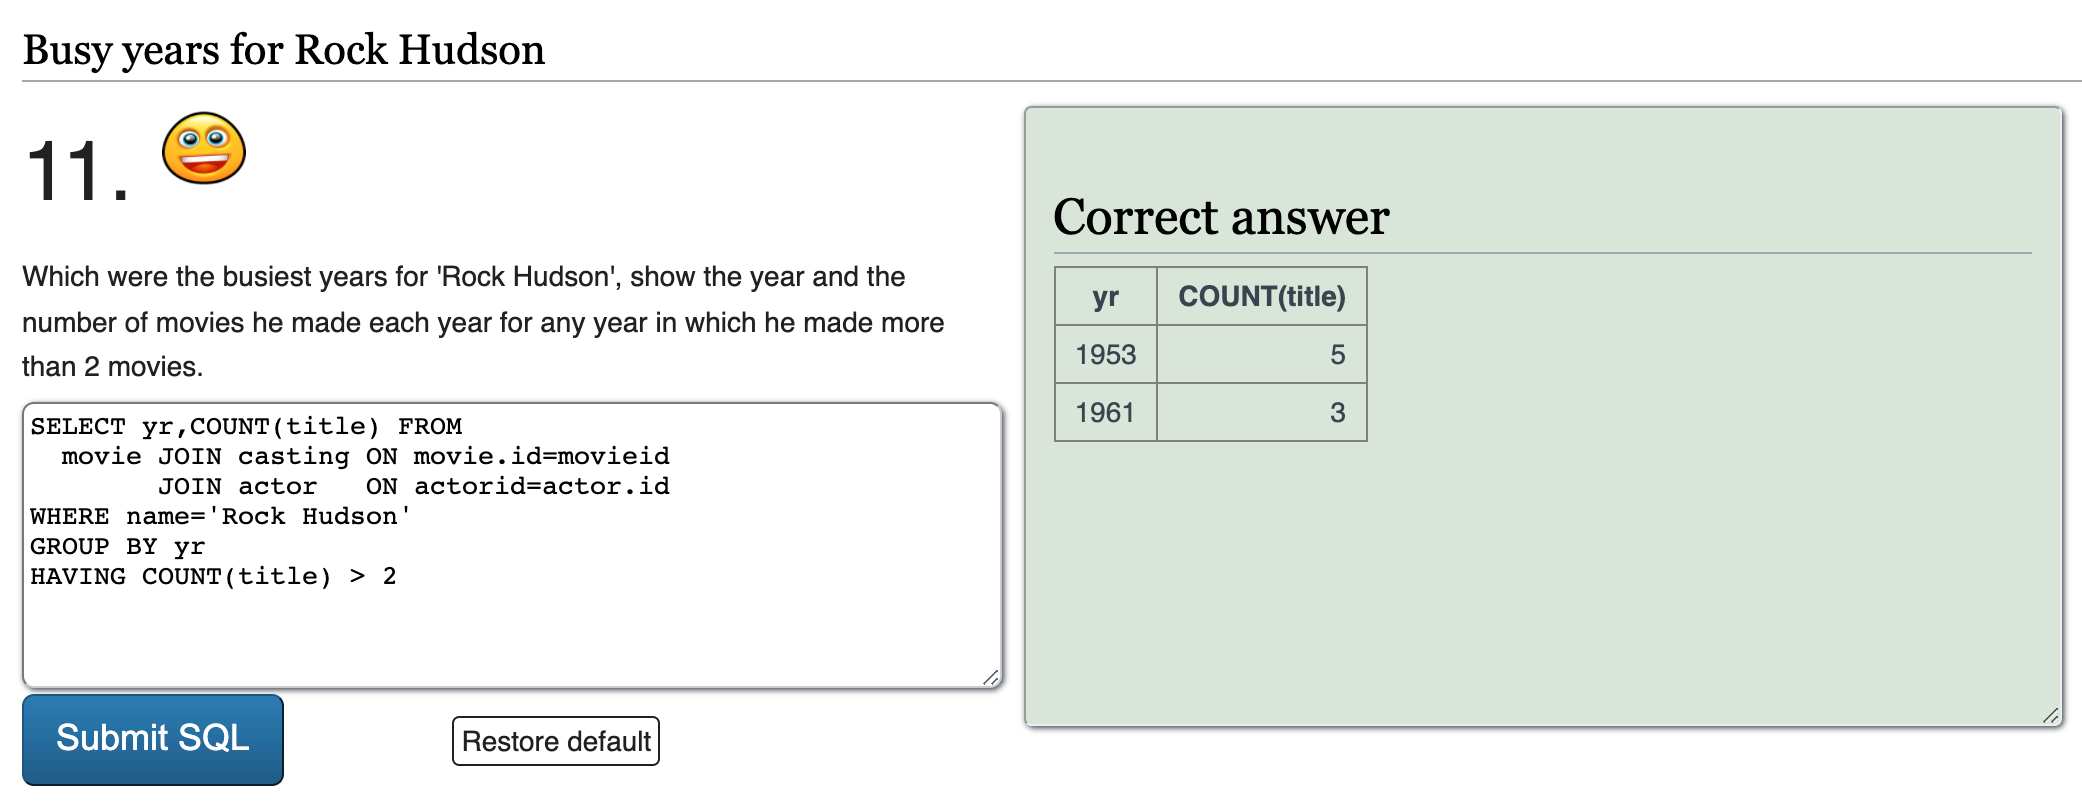 Busy years for Rock Hudson
11.
Which were the busiest years for 'Rock Hudson', show the year and the
number of movies he made each year for any year in which he made more
than 2 movies.
SELECT yr,COUNT(title) FROM
  movie JOIN casting ON movie.id=movieid
        JOIN actor   ON actorid=actor.id
WHERE name='Rock Hudson'
GROUP BY yr
HAVING COUNT(title) > 2
Submit SQL
Restore default
Correct answer
yr COUNT(title)
1953 5
1961 3